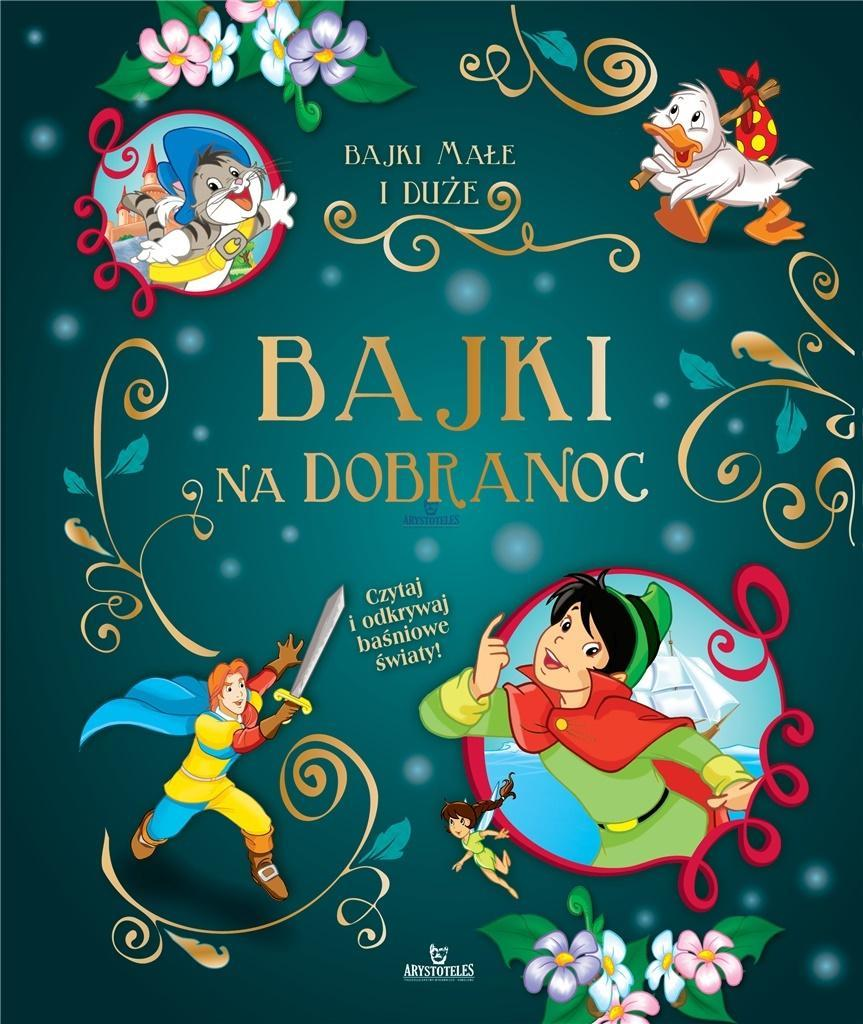 BAJKI MAŁE
I DUŻE
BAJKI
NA DOBRANOC
ARYSTOTELES
Czytaj
i odkrywaj
baśniowe
światy!
ARYSTOTELES